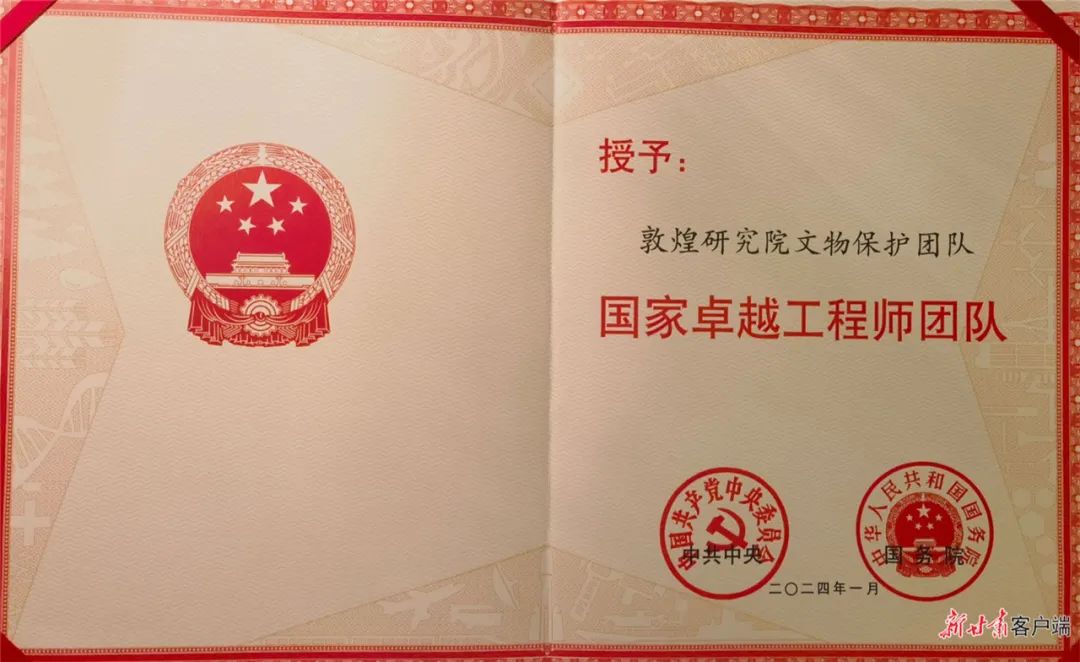 授予：
敦煌研究院文物保护团队
国家卓越工程师团队
中国共产党中央委员会
中共中央
中华人民共和国国务院
国务院
二〇二四年一月
新甘肃客户端